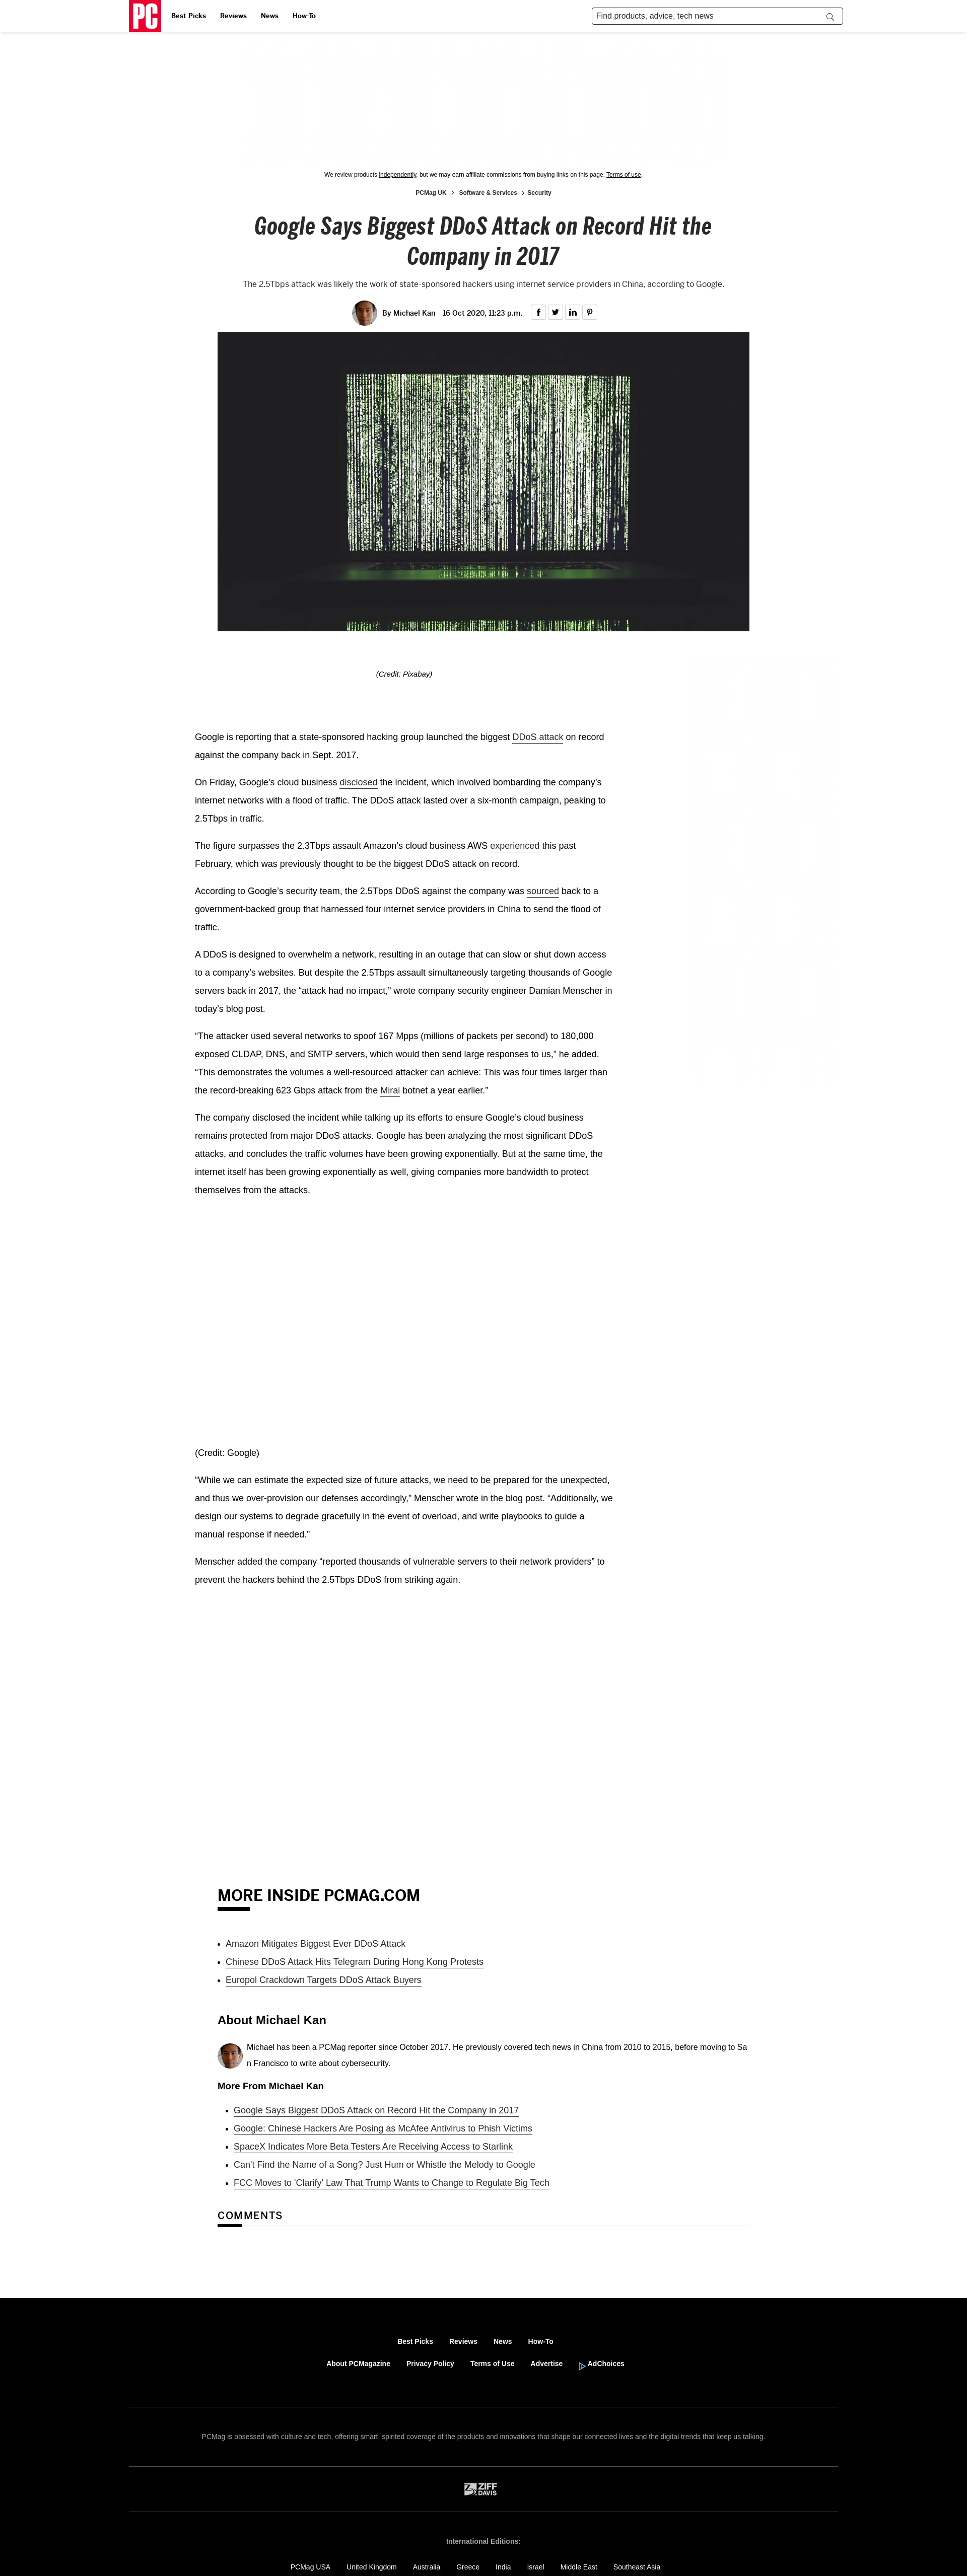 PC
Best Picks Reviews News How-To
Find products, advice, tech news
We review products independently, but we may earn affiliate commissions from buying links on this page. Terms of use.
PCMag UK > Software & Services > Security
Google Says Biggest DDoS Attack on Record Hit the
Company in 2017
The 2.5Tbps attack was likely the work of state-sponsored hackers using internet service providers in China, according to Google.
By Michael Kan 16 Oct 2020, 11:23 p.m.
(Credit: Pixabay)
Google is reporting that a state-sponsored hacking group launched the biggest DDoS attack on record
against the company back in Sept. 2017.
On Friday, Google’s cloud business disclosed the incident, which involved bombarding the company’s
internet networks with a flood of traffic. The DDoS attack lasted over a six-month campaign, peaking to
2.5Tbps in traffic.
The figure surpasses the 2.3Tbps assault Amazon’s cloud business AWS experienced this past
February, which was previously thought to be the biggest DDoS attack on record.
According to Google’s security team, the 2.5Tbps DDoS against the company was sourced back to a
government-backed group that harnessed four internet service providers in China to send the flood of
traffic.
A DDoS is designed to overwhelm a network, resulting in an outage that can slow or shut down access
to a company’s websites. But despite the 2.5Tbps assault simultaneously targeting thousands of Google
servers back in 2017, the “attack had no impact,” wrote company security engineer Damian Menscher in
today’s blog post.
“The attacker used several networks to spoof 167 Mpps (millions of packets per second) to 180,000
exposed CLDAP, DNS, and SMTP servers, which would then send large responses to us,” he added.
“This demonstrates the volumes a well-resourced attacker can achieve: This was four times larger than
the record-breaking 623 Gbps attack from the Mirai botnet a year earlier.”
The company disclosed the incident while talking up its efforts to ensure Google’s cloud business
remains protected from major DDoS attacks. Google has been analyzing the most significant DDoS
attacks, and concludes the traffic volumes have been growing exponentially. But at the same time, the
internet itself has been growing exponentially as well, giving companies more bandwidth to protect
themselves from the attacks.
(Credit: Google)
“While we can estimate the expected size of future attacks, we need to be prepared for the unexpected,
and thus we over-provision our defenses accordingly,” Menscher wrote in the blog post. “Additionally, we
design our systems to degrade gracefully in the event of overload, and write playbooks to guide a
manual response if needed.”
Menscher added the company “reported thousands of vulnerable servers to their network providers” to
prevent the hackers behind the 2.5Tbps DDoS from striking again.
MORE INSIDE PCMAG.COM
• Amazon Mitigates Biggest Ever DDoS Attack
• Chinese DDoS Attack Hits Telegram During Hong Kong Protests
• Europol Crackdown Targets DDoS Attack Buyers
About Michael Kan
Michael has been a PCMag reporter since October 2017. He previously covered tech news in China from 2010 to 2015, before moving to Sa
n Francisco to write about cybersecurity.
More From Michael Kan
• Google Says Biggest DDoS Attack on Record Hit the Company in 2017
• Google: Chinese Hackers Are Posing as McAfee Antivirus to Phish Victims
• SpaceX Indicates More Beta Testers Are Receiving Access to Starlink
• Can't Find the Name of a Song? Just Hum or Whistle the Melody to Google
• FCC Moves to 'Clarify' Law That Trump Wants to Change to Regulate Big Tech
COMMENTS
Best Picks Reviews News How-To
About PCMagazine Privacy Policy Terms of Use Advertise AdChoices
PCMag is obsessed with culture and tech, offering smart, spirited coverage of the products and innovations that shape our connected lives and the digital trends that keep us talking.
ZIFF
DAVIS
International Editions:
PCMag USA United Kingdom Australia Greece India Israel Middle East Southeast Asia